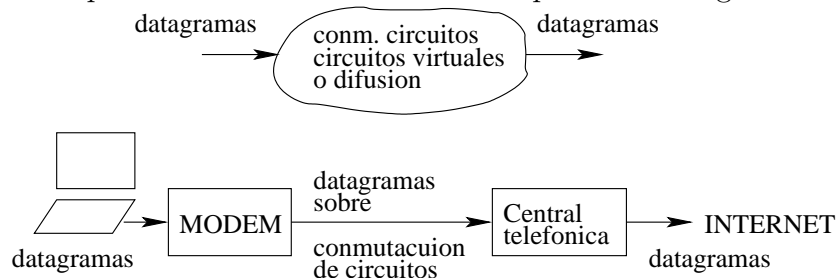 datagramas
conm. circuitos
circuitos virtuales
o difusion
datagramas
datagramas
MODEM
datagramas
sobre
conmutacuion
de circuitos
Central
telefonica
INTERNET
datagramas